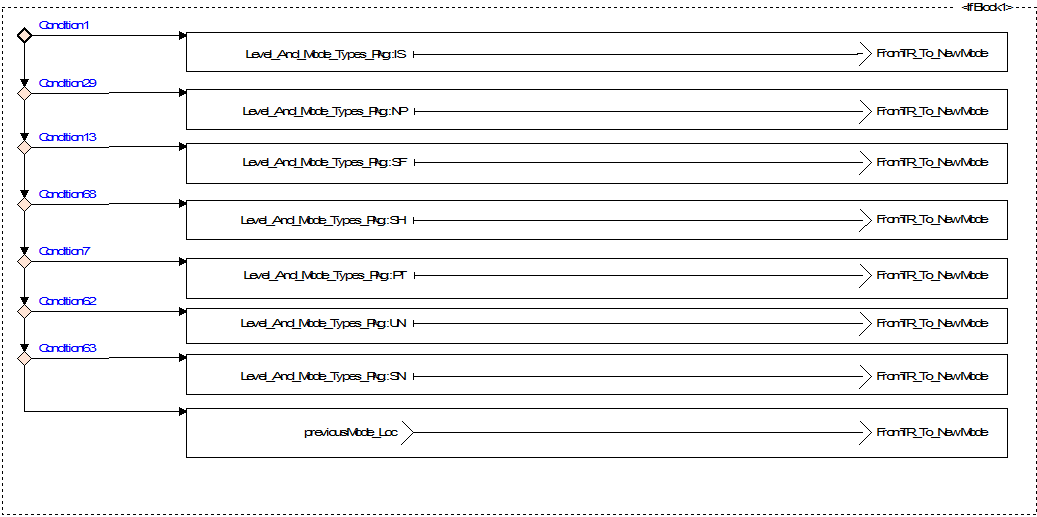 <IfBlock1>
Condition1
Level_And_Mode_Types_Pkg::IS FromTR_To_NewMode
Condition29
Level_And_Mode_Types_Pkg::NP FromTR_To_NewMode
Condition13
Level_And_Mode_Types_Pkg::SF FromTR_To_NewMode
Condition68
Level_And_Mode_Types_Pkg::SH FromTR_To_NewMode
Condition7
Level_And_Mode_Types_Pkg::PT FromTR_To_NewMode
Condition62
Level_And_Mode_Types_Pkg::UN FromTR_To_NewMode
Condition63
Level_And_Mode_Types_Pkg::SN FromTR_To_NewMode
previousMode_Loc FromTR_To_NewMode